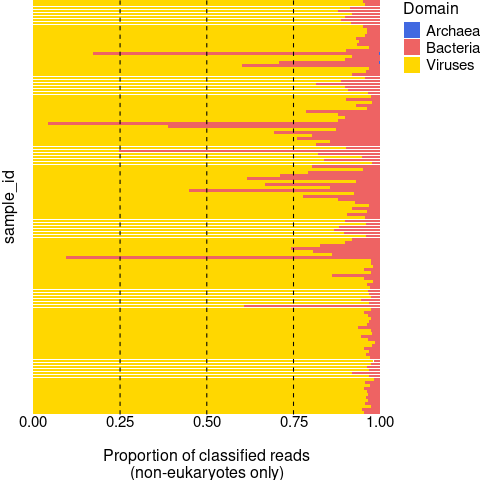 Domain
Archaea
Bacteria
Viruses
sample_id
0.00 0.25 0.50 0.75 1.00
Proportion of classified reads
(non-eukaryotes only)